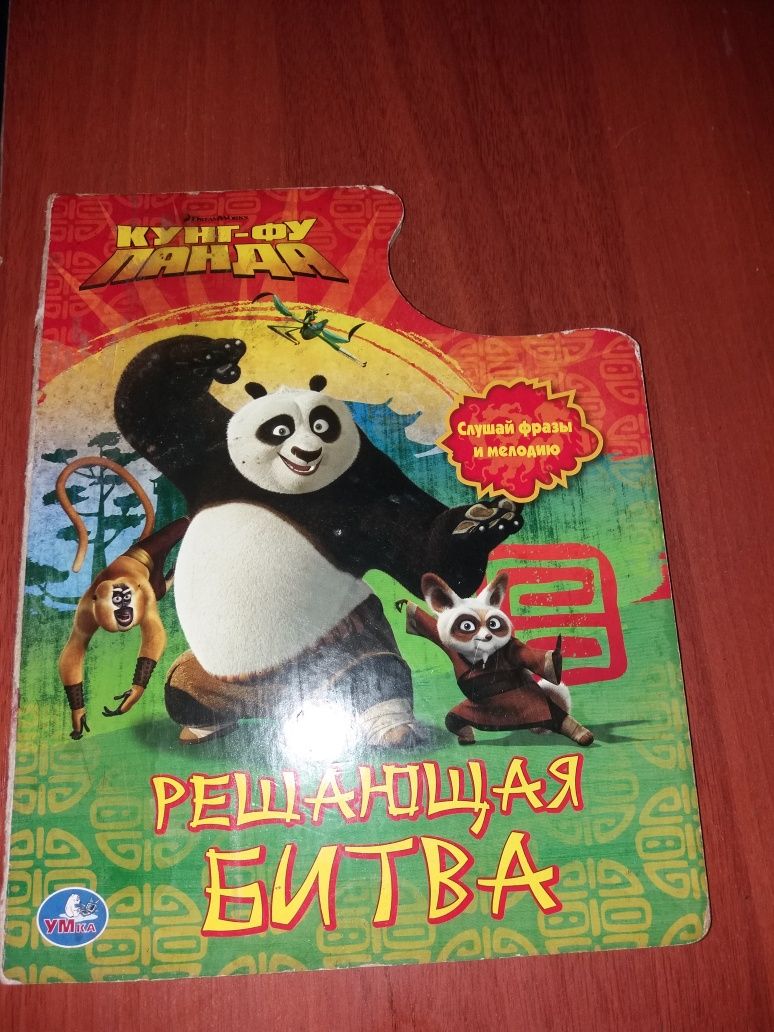 DREAMWORKS
КУНГ-ФУ
ПАНДА
Слушай фразы
и мелодию
РЕШАЮЩАЯ
БИТВА
УМКА